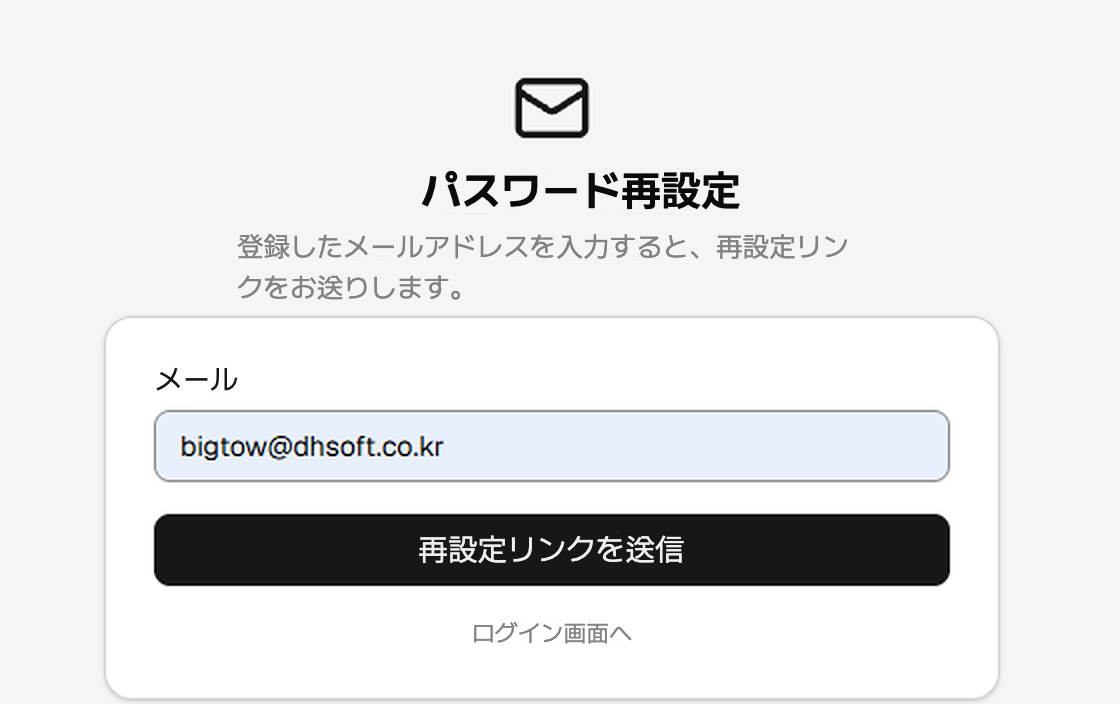 パスワード再設定
登録したメールアドレスを入力すると、再設定リン
クをお送りします。
メール
bigtow@dhsoft.co.kr
再設定リンクを送信
ログイン画面へ